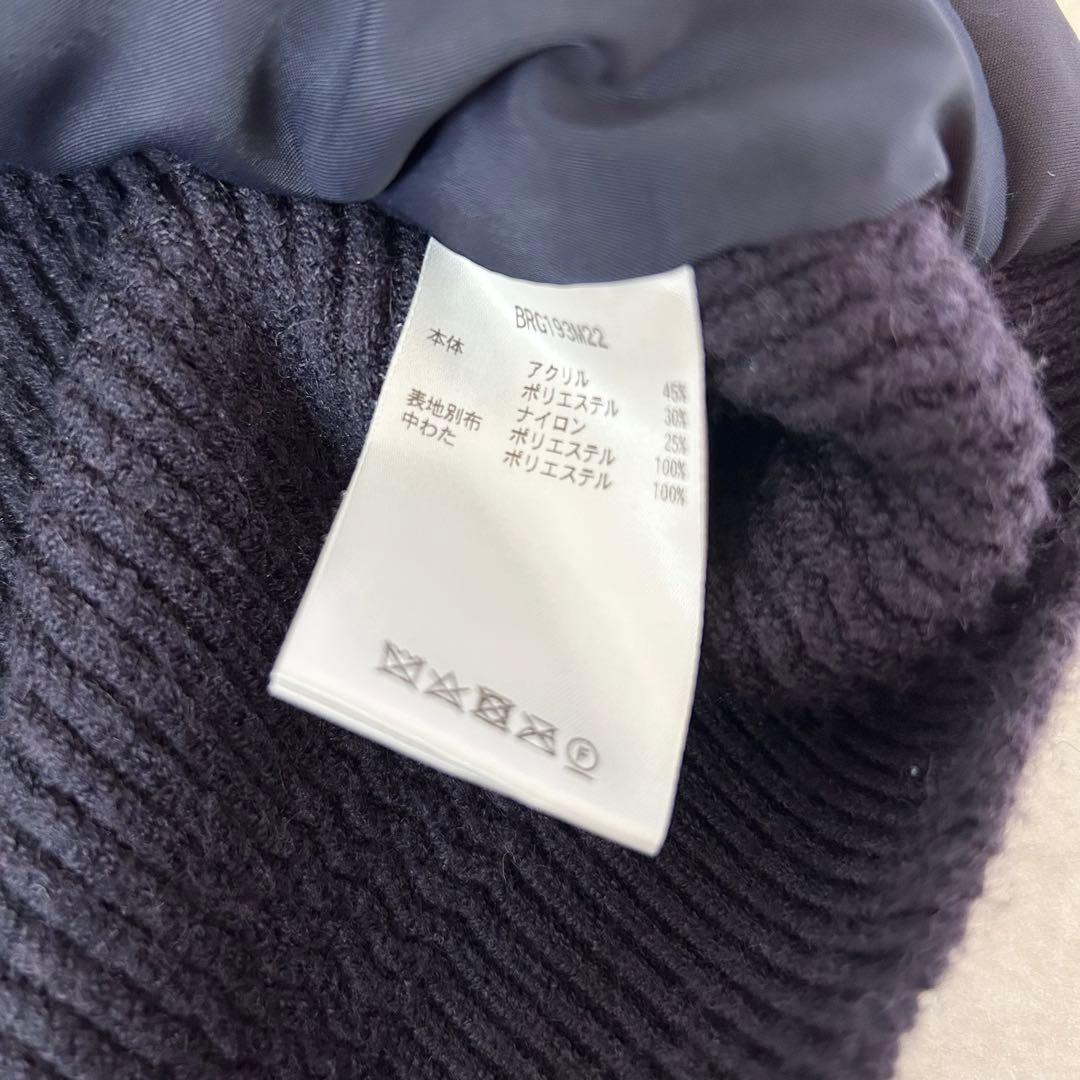 BRG193M22
本体 アクリル 45%
ポリエステル 30%
ナイロン 25%
表地別布 ポリエステル 100%
中わた ポリエステル 100%
F